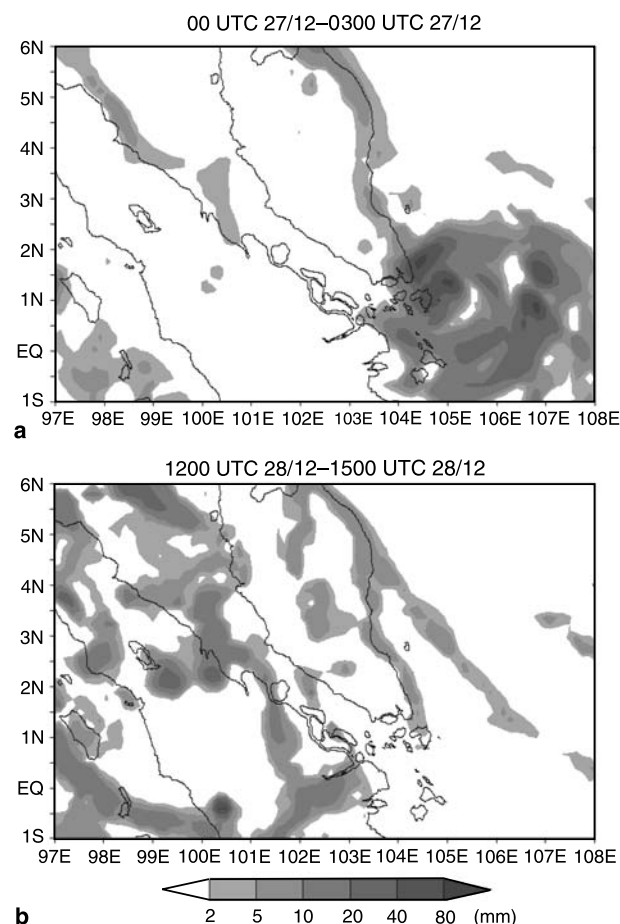 00 UTC 27/12–0300 UTC 27/12
6N
5N
4N
3N
2N
1N
EQ
1S
97E 98E 99E 100E 101E 102E 103E 104E 105E 106E 107E 108E
a
1200 UTC 28/12–1500 UTC 28/12
6N
5N
4N
3N
2N
1N
EQ
1S
97E 98E 99E 100E 101E 102E 103E 104E 105E 106E 107E 108E
b
2 5 10 20 40 80 (mm)